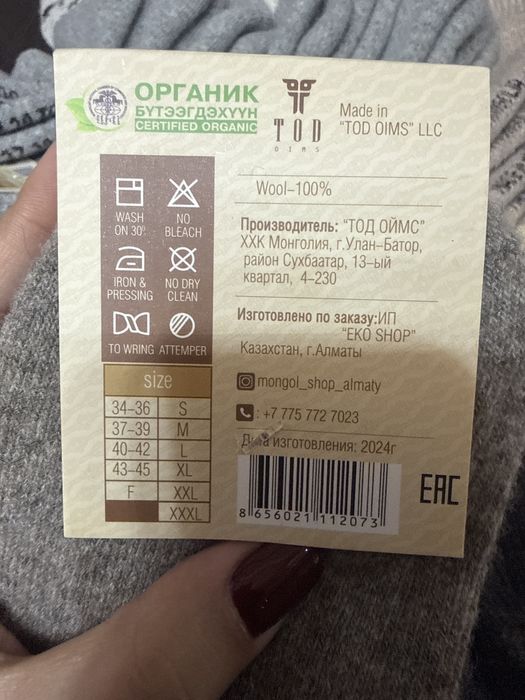 ОРГАНИК
БҮТЭЭГДЭХҮҮН
CERTIFIED ORGANIC
TOD
OIMS
Made in
"TOD OIMS" LLC
WASH
ON 30°
NO
BLEACH
IRON &
PRESSING
NO DRY
CLEAN
TO WRING
ATTEMPER
size
34-36 S
37-39 M
40-42 L
43-45 XL
F XXL
XXXL
Wool-100%
Производитель: "ТОД ОЙМС"
ХХК Монголия, г.Улан-Батор,
район Сухбаатар, 13-ый
квартал, 4-230
Изготовлено по заказу:ИП
"EKO SHOP"
Казахстан, г.Алматы
mongol_shop_almaty
: +7 775 772 7023
Дата изготовления: 2024г
8 656021 112073
EAC